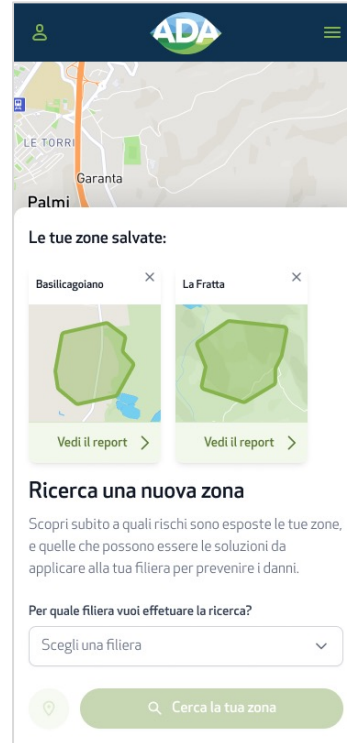 ADA
LE TORRI
Garanta
Palmi
Le tue zone salvate:
Basilicagoiano
La Fratta
Vedi il report
Vedi il report
Ricerca una nuova zona
Scopri subito a quali rischi sono esposte le tue zone,
e quelle che possono essere le soluzioni da
applicare alla tua filiera per prevenire i danni.
Per quale filiera vuoi effetuare la ricerca?
Scegli una filiera
Cerca la tua zona